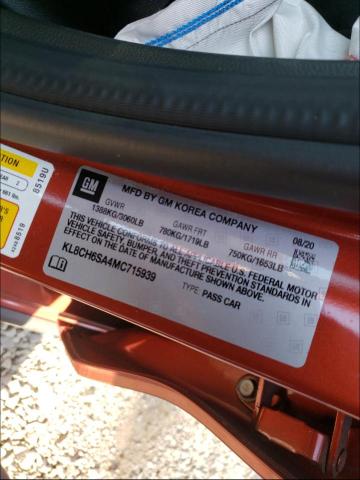 GM
MFD BY GM KOREA COMPANY
08/20
GVWR
GAWR FRT
GAWR RR
1388KG/3060LB
780KG/1719LB
750KG/1653LB
THIS VEHICLE CONFORMS TO ALL APPLICABLE U.S. FEDERAL MOTOR
VEHICLE SAFETY, BUMPER, AND THEFT PREVENTION STANDARDS IN
EFFECT ON THE DATE OF MANUFACTURE SHOWN ABOVE.
KL8CH6SA4MC715939
TYPE: PASS CAR
8519U
8519